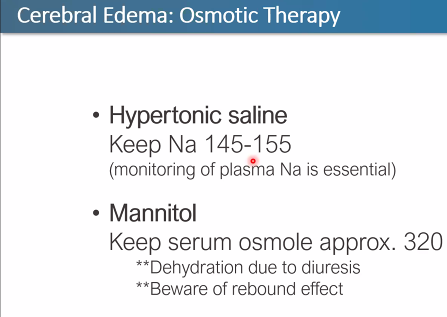 Cerebral Edema: Osmotic Therapy
• Hypertonic saline
Keep Na 145-155
(monitoring of plasma Na is essential)
• Mannitol
Keep serum osmole approx. 320
**Dehydration due to diuresis
**Beware of rebound effect